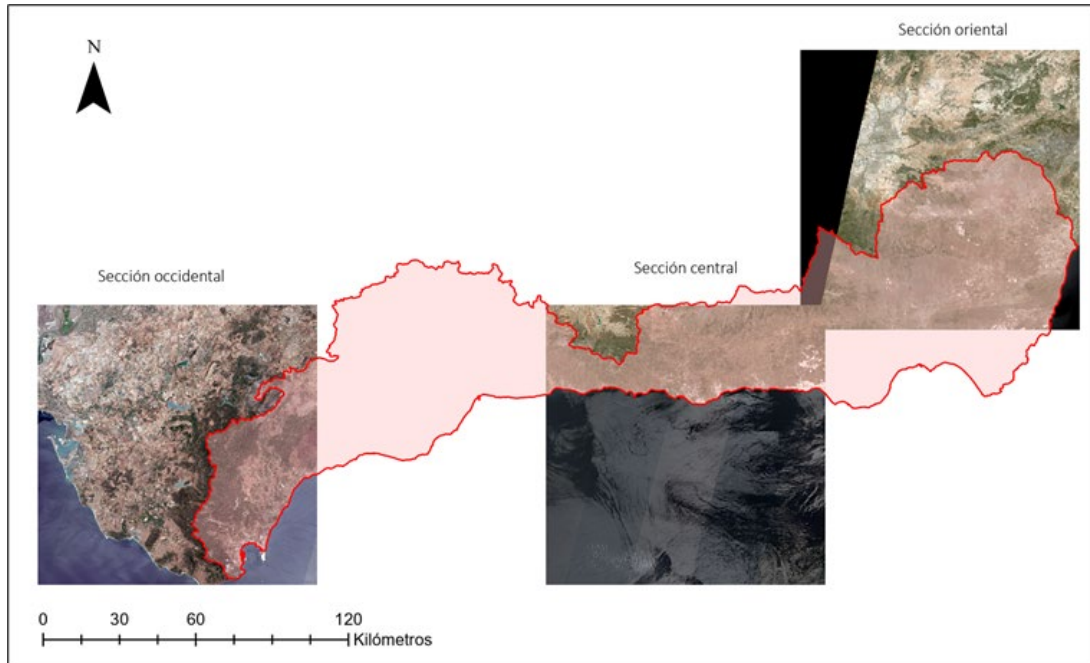 Sección oriental
N
Sección occidental
Sección central
0 30 60 120
Kilómetros